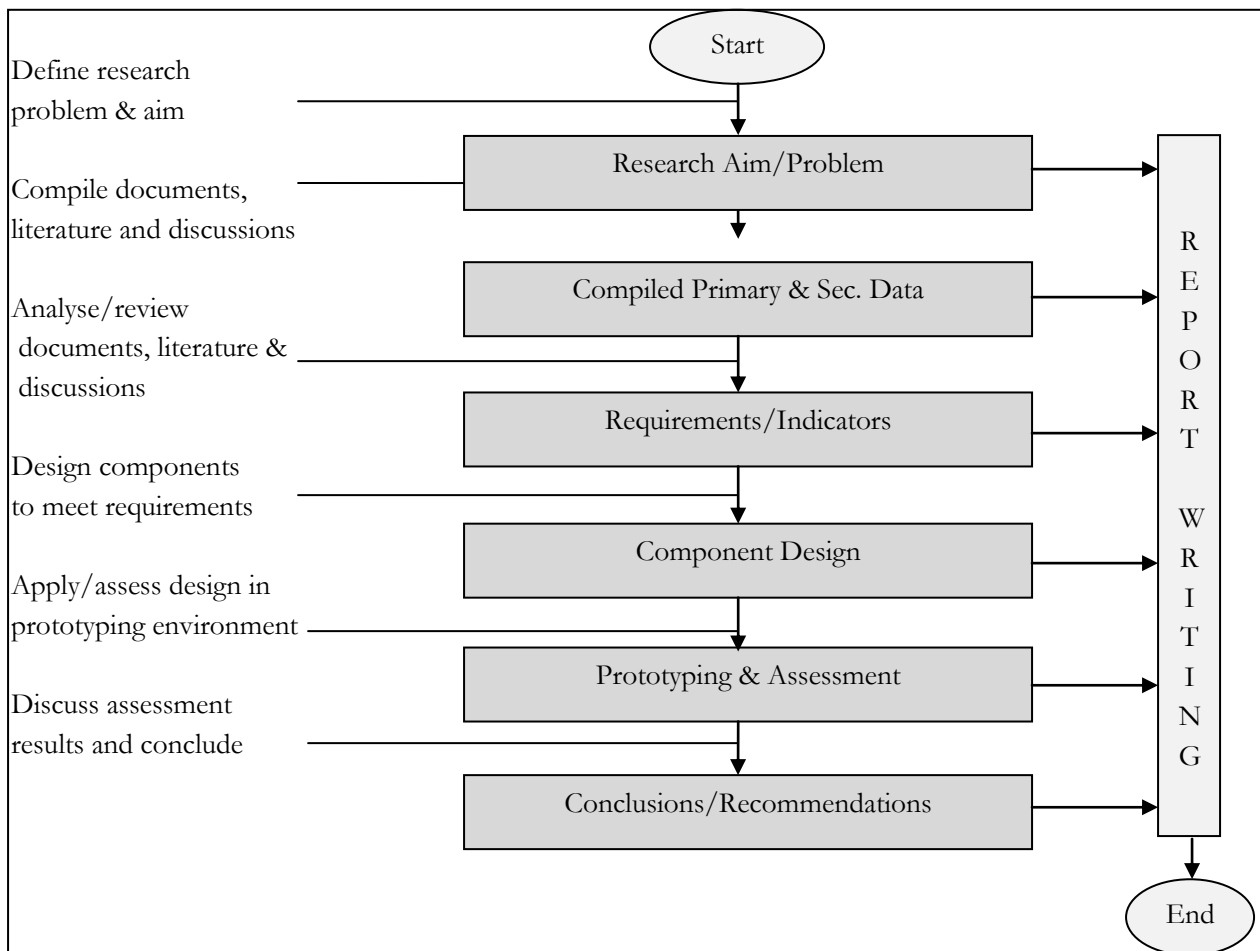 Start
Define research
problem & aim
Research Aim/Problem
Compile documents,
literature and discussions
Compiled Primary & Sec. Data
Analyse/review
documents, literature &
discussions
Requirements/Indicators
Design components
to meet requirements
Component Design
Apply/assess design in
prototyping environment
Prototyping & Assessment
Discuss assessment
results and conclude
Conclusions/Recommendations
R
E
P
O
R
T
W
R
I
T
I
N
G
End